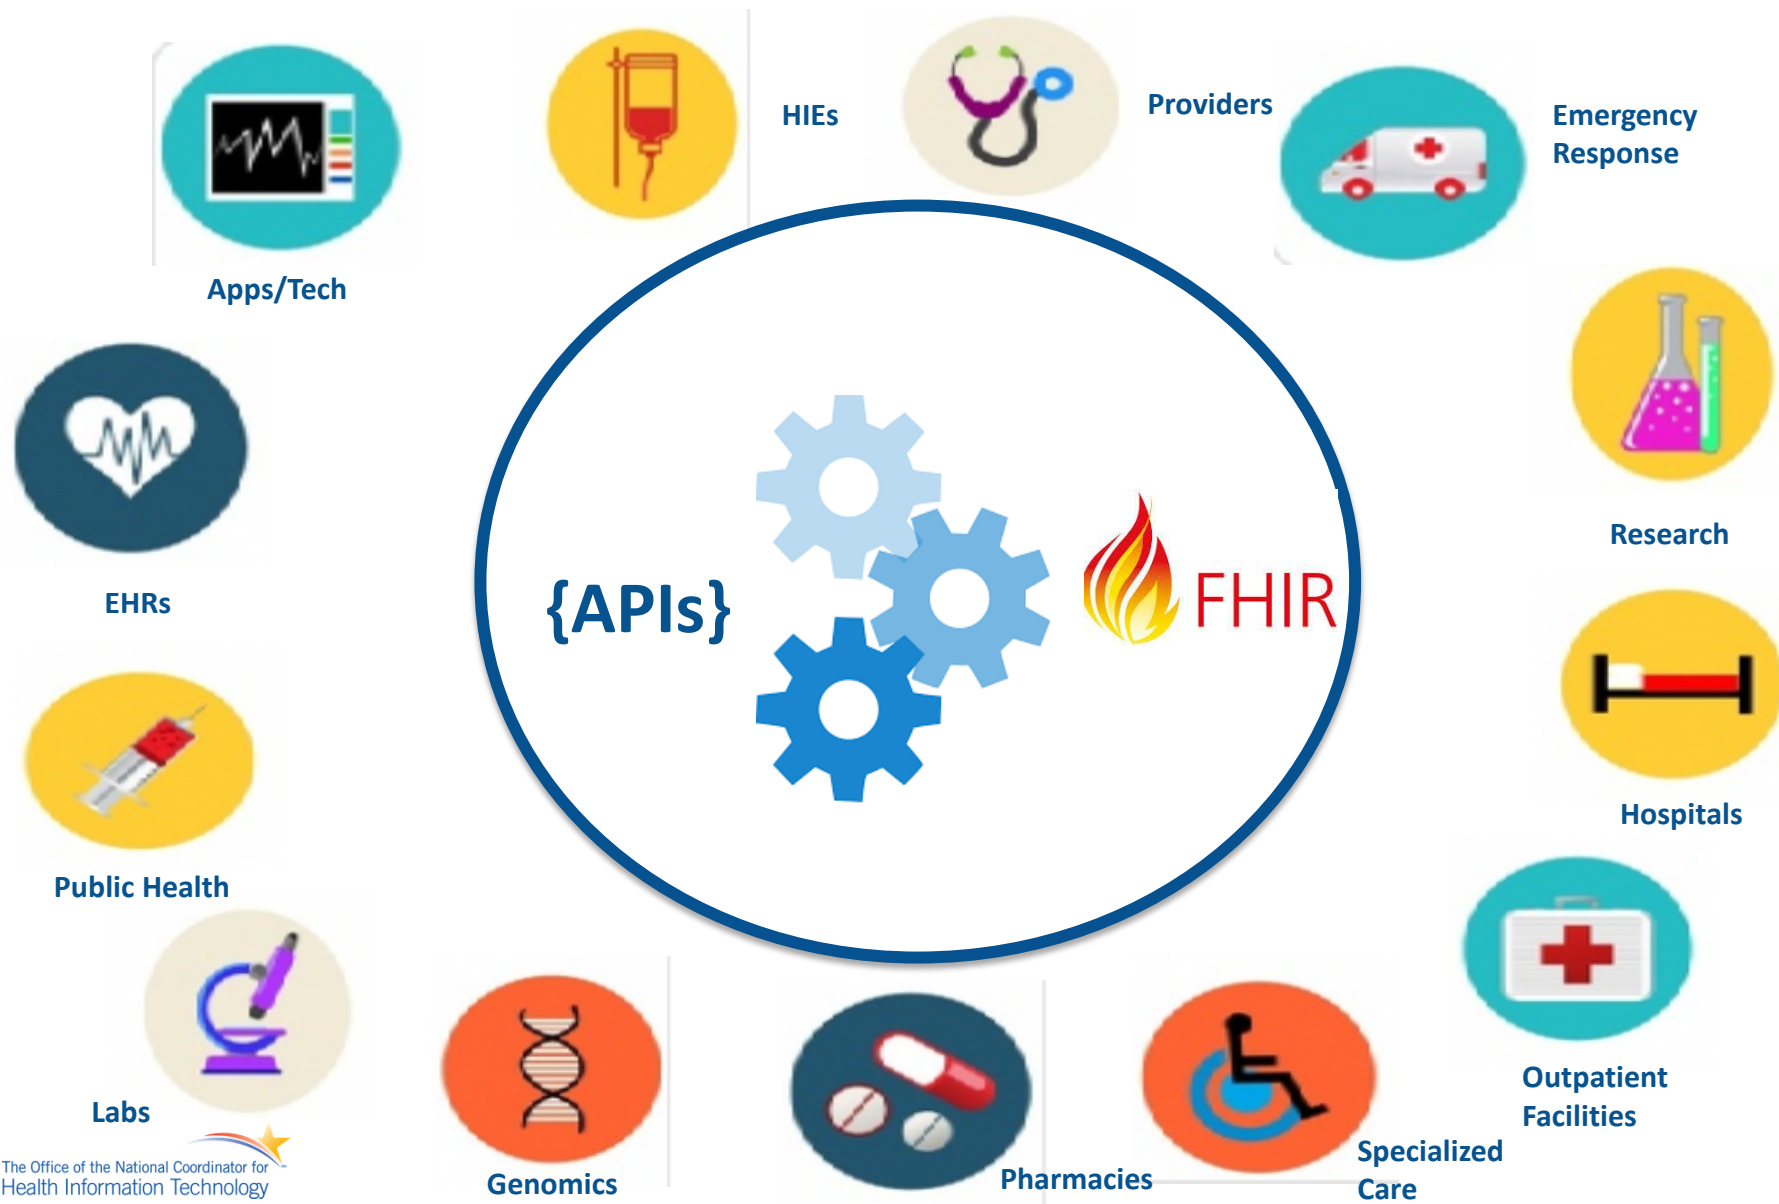 HIEs
Providers
Emergency
Response
Apps/Tech
Research
EHRs
{APIs}
FHIR
Hospitals
Public Health
Outpatient
Facilities
Labs
Specialized
Care
Pharmacies
Genomics
The Office of the National Coordinator for
Health Information Technology